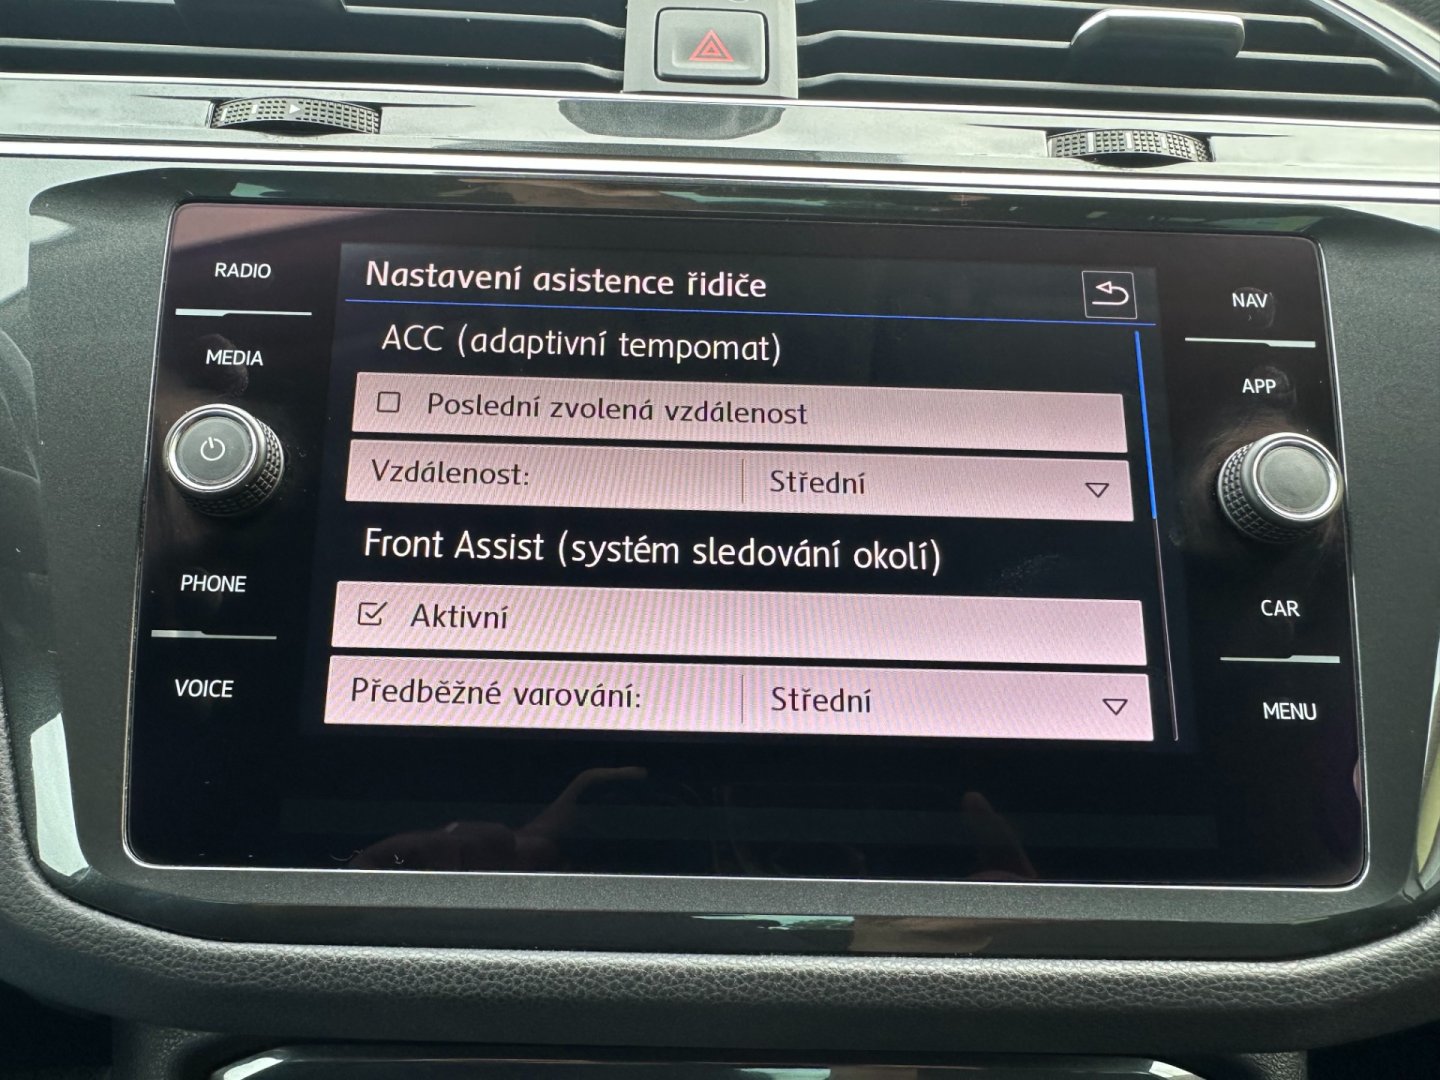 RADIO
MEDIA
PHONE
VOICE
Nastavení asistence řidiče
ACC (adaptivní tempomat)
Poslední zvolená vzdálenost
Vzdálenost: Střední
Front Assist (systém sledování okolí)
Aktivní
Předběžné varování: Střední
NAV
APP
CAR
MENU